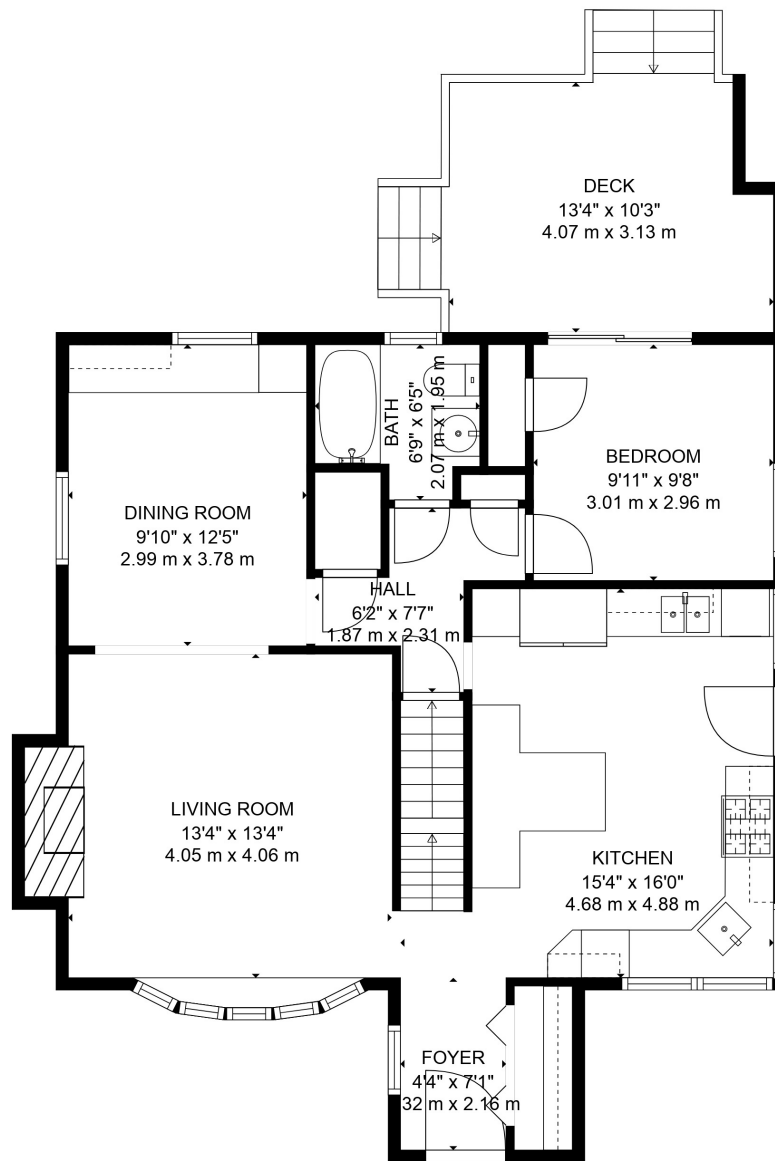 DECK
13'4" x 10'3"
4.07 m x 3.13 m
BATH
6'9" x 6'5"
2.07 m x 1.95 m
BEDROOM
9'11" x 9'8"
3.01 m x 2.96 m
DINING ROOM
9'10" x 12'5"
2.99 m x 3.78 m
HALL
6'2" x 7'7"
1.87 m x 2.31 m
LIVING ROOM
13'4" x 13'4"
4.05 m x 4.06 m
KITCHEN
15'4" x 16'0"
4.68 m x 4.88 m
FOYER
4'4" x 7'1"
32 m x 2.16 m